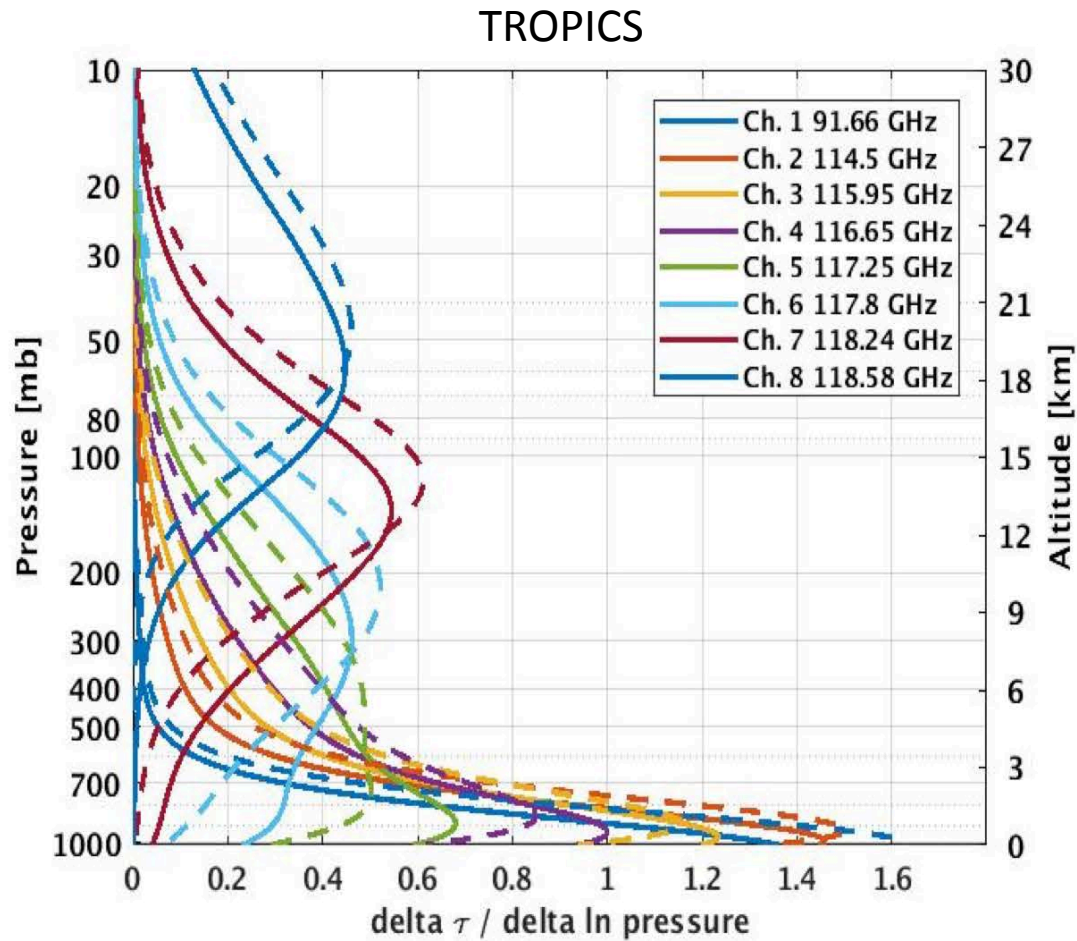 TROPICS
10
20
30
50
80
100
200
300
400
500
700
1000
Pressure [mb]
30
27
24
21
18
15
12
9
6
3
0
Altitude [km]
Ch. 1 91.66 GHz
Ch. 2 114.5 GHz
Ch. 3 115.95 GHz
Ch. 4 116.65 GHz
Ch. 5 117.25 GHz
Ch. 6 117.8 GHz
Ch. 7 118.24 GHz
Ch. 8 118.58 GHz
0 0.2 0.4 0.6 0.8 1 1.2 1.4 1.6
delta τ / delta ln pressure